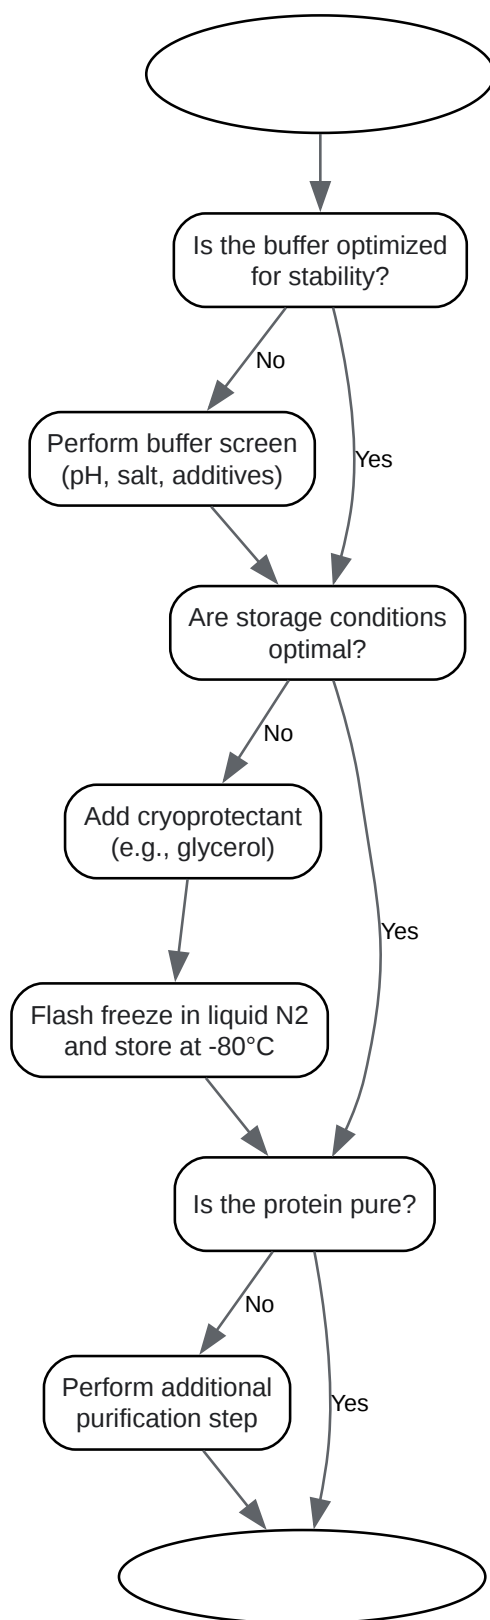 Is the buffer optimized
for stability?
No
Perform buffer screen
(pH, salt, additives)
Yes
Are storage conditions
optimal?
No
Add cryoprotectant
(e.g., glycerol)
Yes
Flash freeze in liquid N2
and store at -80°C
Is the protein pure?
No
Perform additional
purification step
Yes